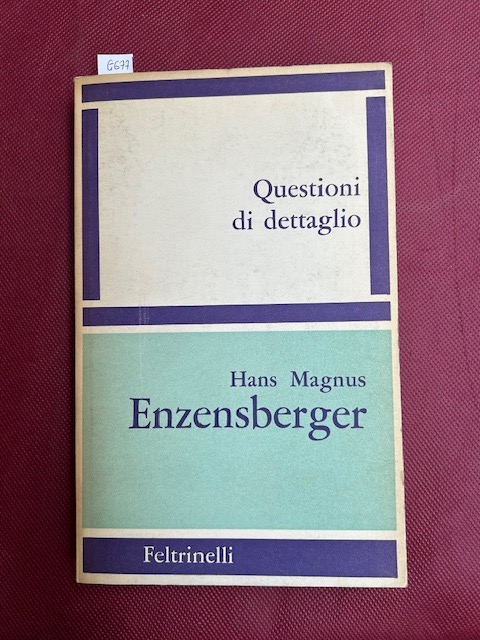 G677
Questioni
di dettaglio
Hans Magnus
Enzensberger
Feltrinelli